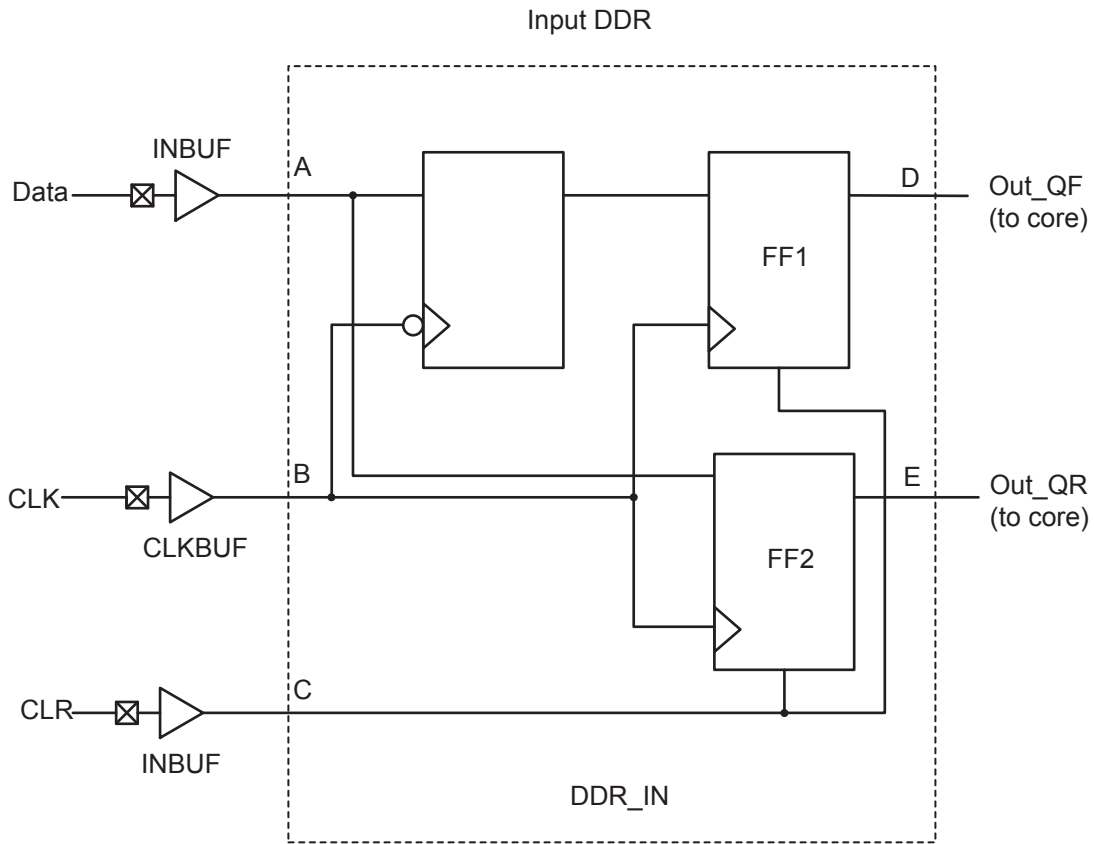 Input DDR
INBUF
A
Data
D
Out_QF
(to core)
FF1
B
CLK
CLKBUF
E
Out_QR
(to core)
FF2
C
CLR
INBUF
DDR_IN